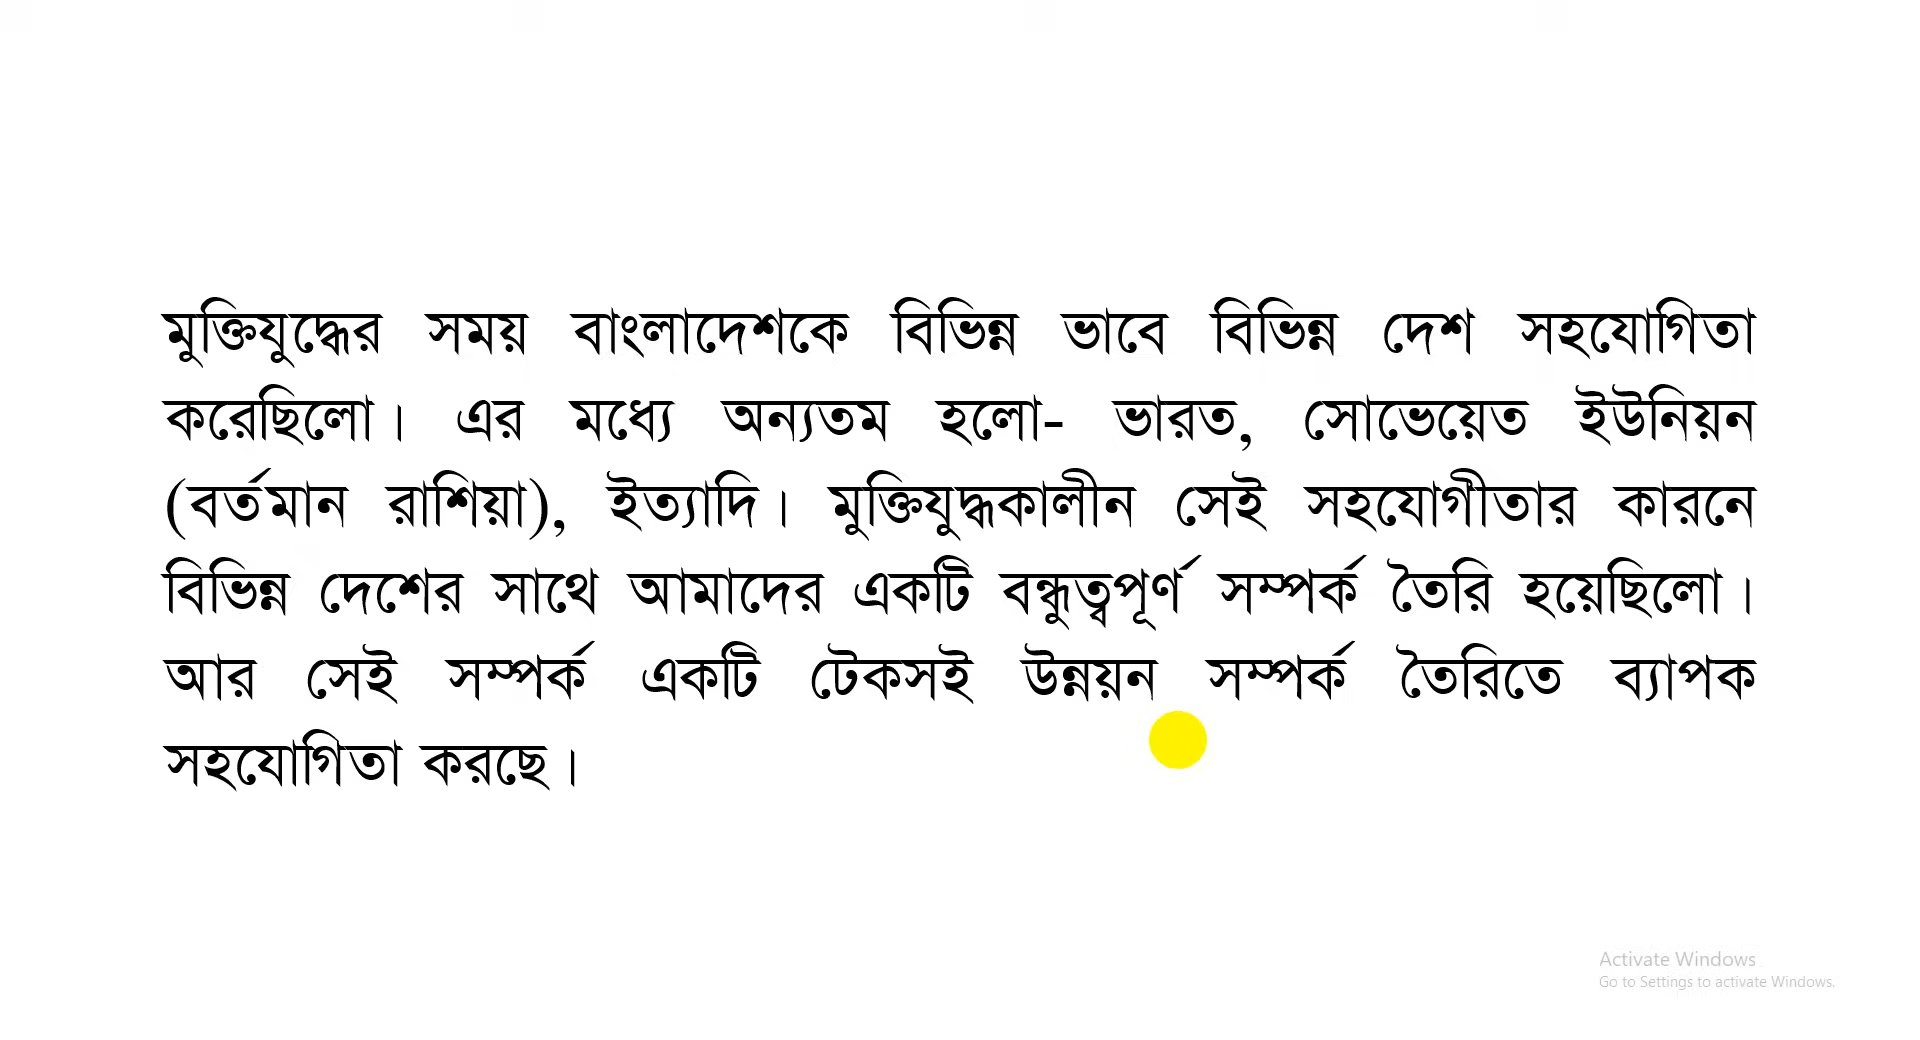 মুক্তিযুদ্ধের সময় বাংলাদেশকে বিভিন্ন ভাবে বিভিন্ন দেশ সহযোগিতা
করেছিলো। এর মধ্যে অন্যতম হলো- ভারত, সোভেয়েত ইউনিয়ন
(বর্তমান রাশিয়া), ইত্যাদি। মুক্তিযুদ্ধকালীন সেই সহযোগীতার কারনে
বিভিন্ন দেশের সাথে আমাদের একটি বন্ধুত্বপূর্ণ সম্পর্ক তৈরি হয়েছিলো।
আর সেই সম্পর্ক একটি টেকসই উন্নয়ন সম্পর্ক তৈরিতে ব্যাপক
সহযোগিতা করছে।
Activate Windows
Go to Settings to activate Windows.